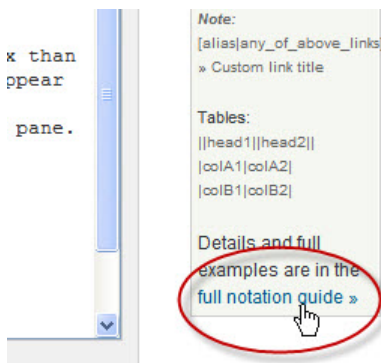 x than
ppear
pane.
Note:
[alias|any_of_above_links]
» Custom link title
Tables:
||head1||head2||
|colA1|colA2|
|colB1|colB2|
Details and full
examples are in the
full notation guide »